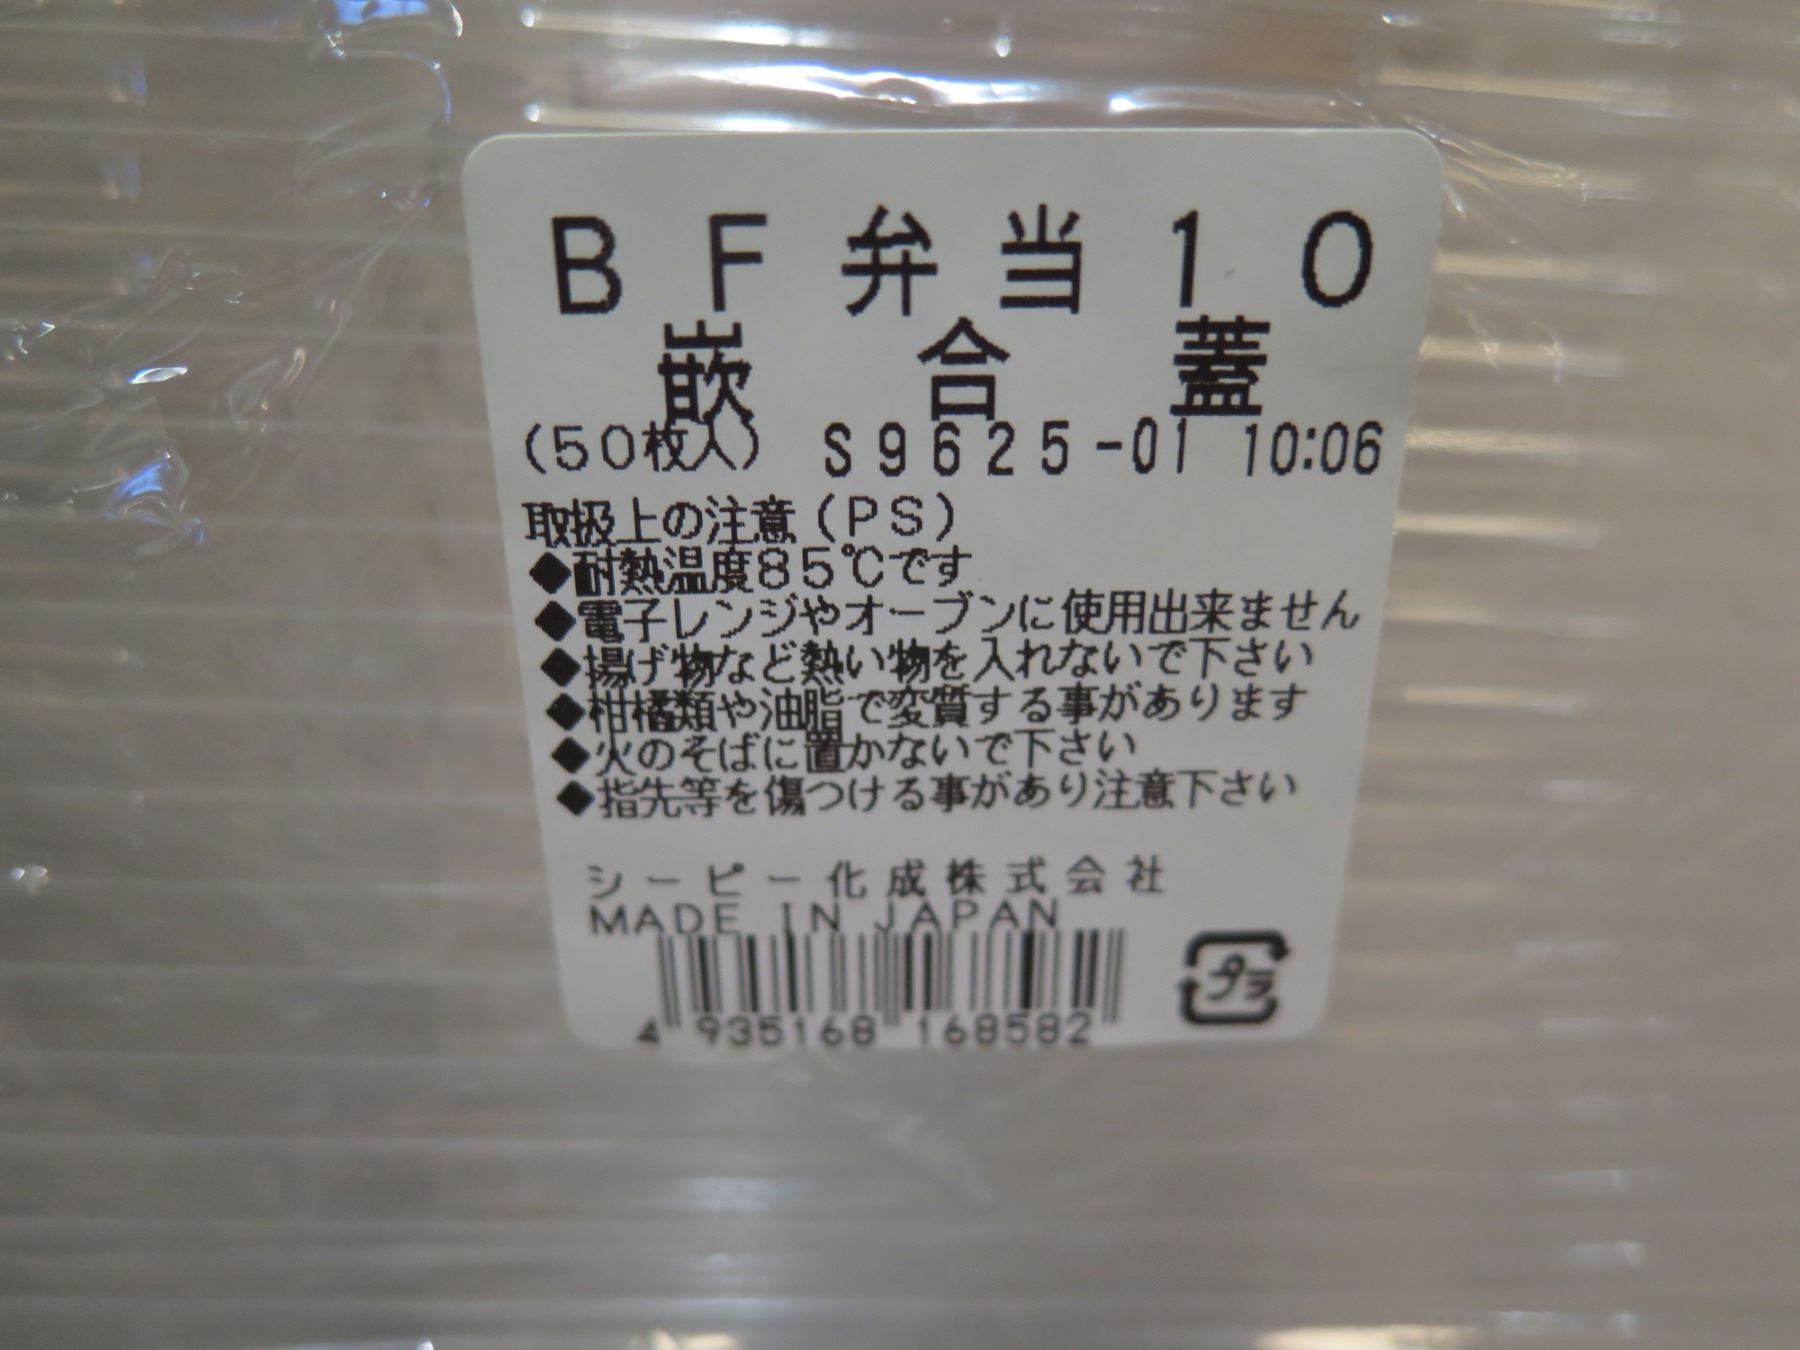 BF弁当10
嵌合蓋
(50枚入) S9625-01 10:06
取扱上の注意(PS)
◆耐熱温度85℃です
◆電子レンジやオーブンに使用出来ません
◆揚げ物など熱い物を入れないで下さい
◆柑橘類や油脂で変質する事があります
◆火のそばに置かないで下さい
◆指先等を傷つける事があり注意下さい
シーピー化成株式会社
MADE IN JAPAN
4 935168 168582
プラ